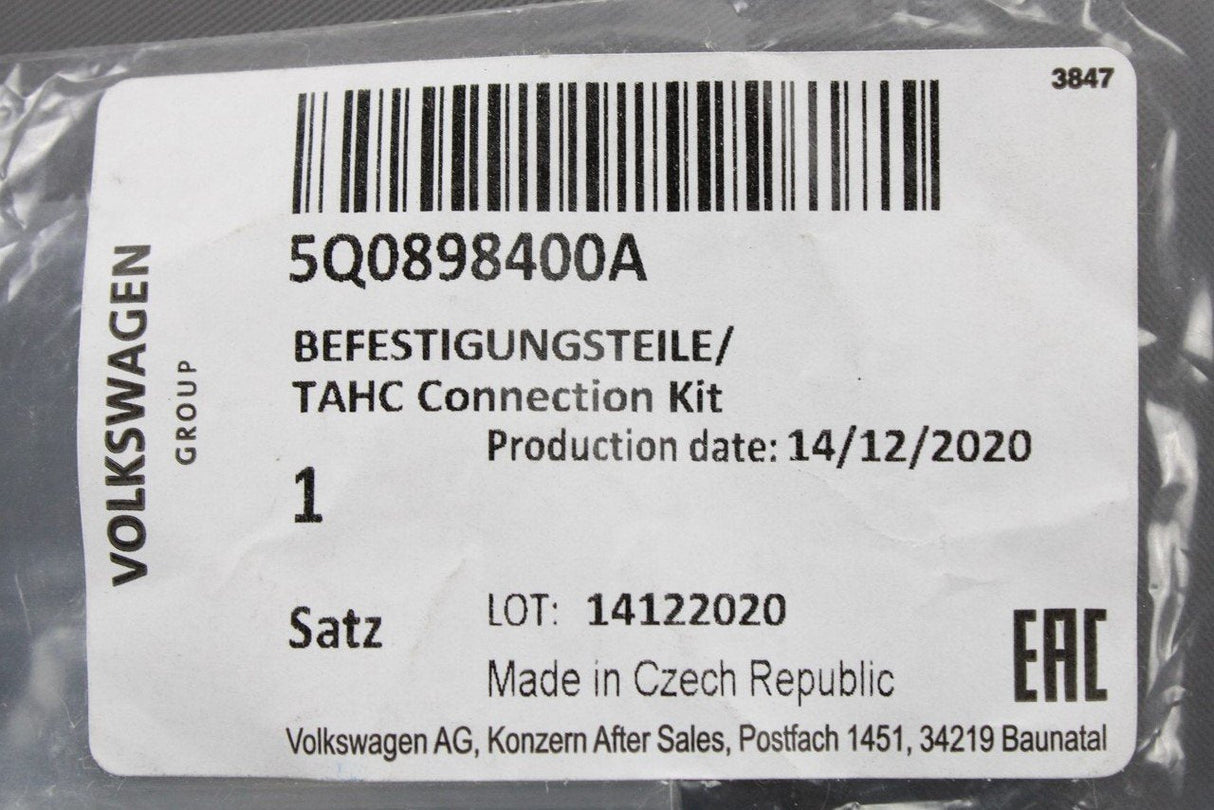 3847
5Q0898400A
BEFESTIGUNGSTEILE/
TAHC Connection Kit
Production date: 14/12/2020
1
Satz
LOT: 14122020
Made in Czech Republic
EAC
Volkswagen AG, Konzern After Sales, Postfach 1451, 34219 Baunatal
VOLKSWAGEN
GROUP